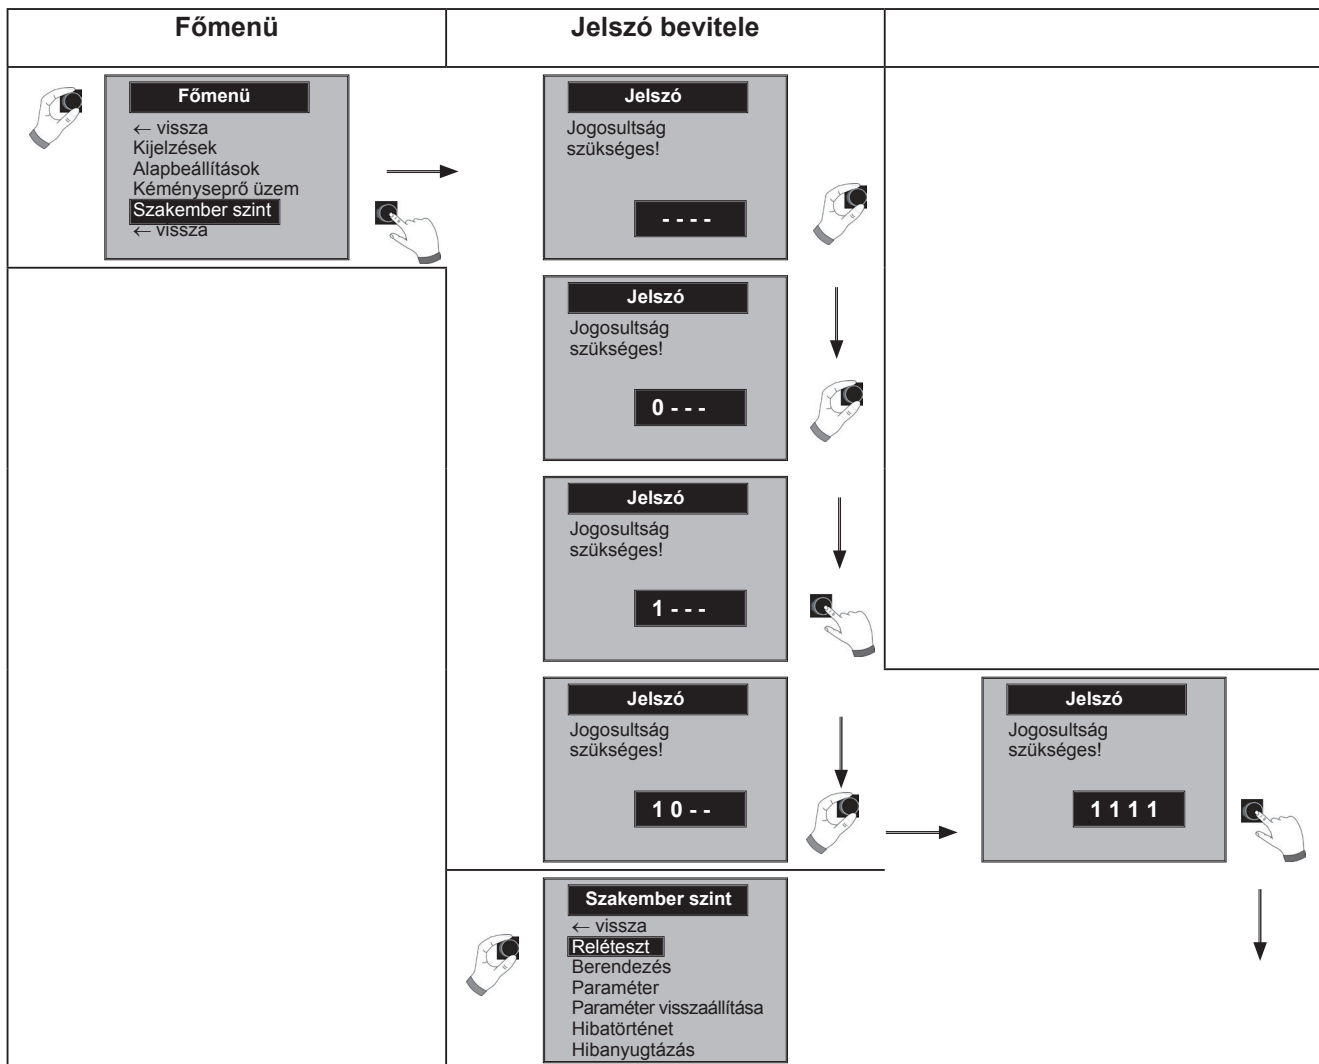 Főmenü
Jelszó bevitele
Főmenü
← vissza
Kijelzések
Alapbeállítások
Kéményseprő üzem
Szakember szint
← vissza
Jelszó
Jogosultság
szükséges!
- - - -
Jelszó
Jogosultság
szükséges!
0 - - -
Jelszó
Jogosultság
szükséges!
1 - - -
Jelszó
Jogosultság
szükséges!
1 0 - -
Jelszó
Jogosultság
szükséges!
1 1 1 1
Szakember szint
← vissza
Reléteszt
Berendezés
Paraméter
Paraméter visszaállítása
Hibatörténet
Hibanyugtázás